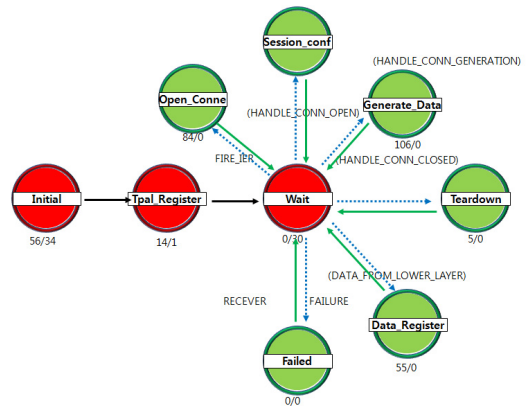 Session_conf
(HANDLE_CONN_GENERATION)
Open_Conne
Generate_Data
(HANDLE_CONN_OPEN)
84/0
106/0
FIRE_IER
(HANDLE_CONN_CLOSED)
Initial
Tpal_Register
Wait
Teardown
56/34
14/1
0/30
5/0
(DATA_FROM_LOWER_LAYER)
RECEVER
FAILURE
Data_Register
Failed
55/0
0/0